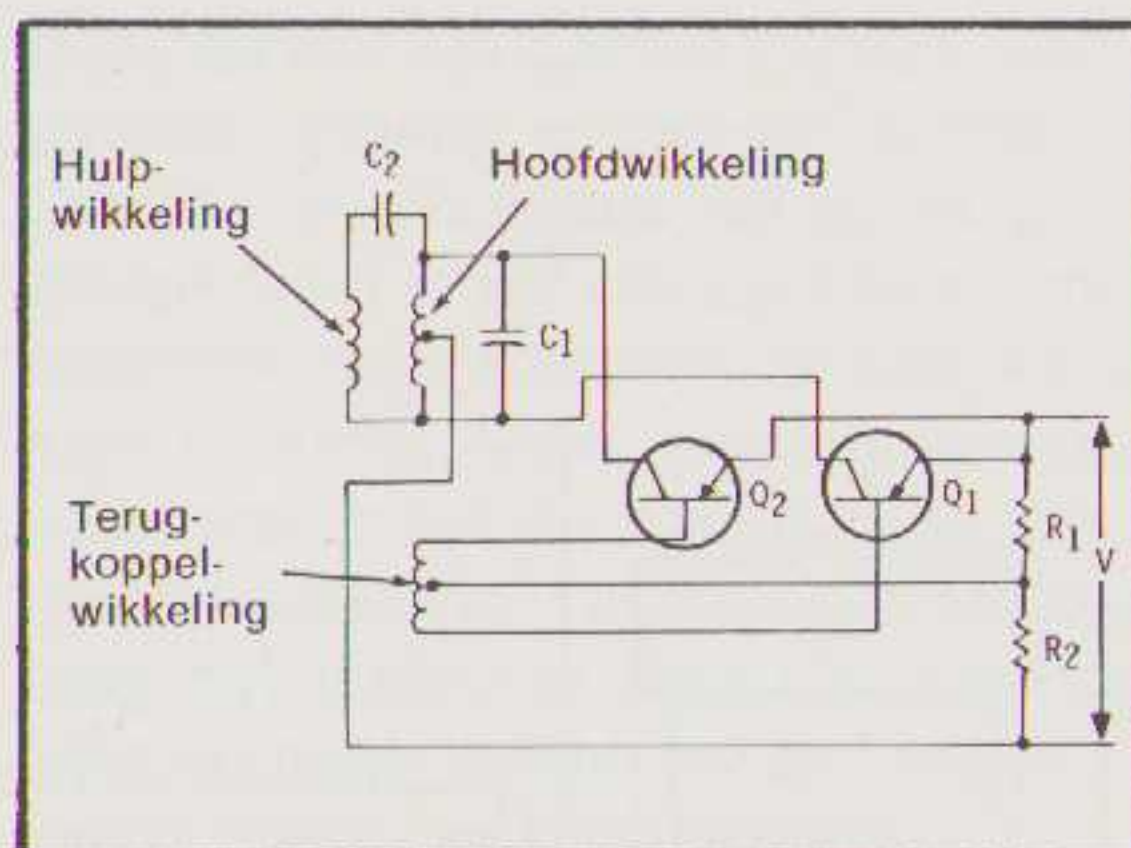 Hulp-
wikkeling
C2
Hoofdwikkeling
C1
Q2
Q1
R1
V
R2
Terug-
koppel-
wikkeling